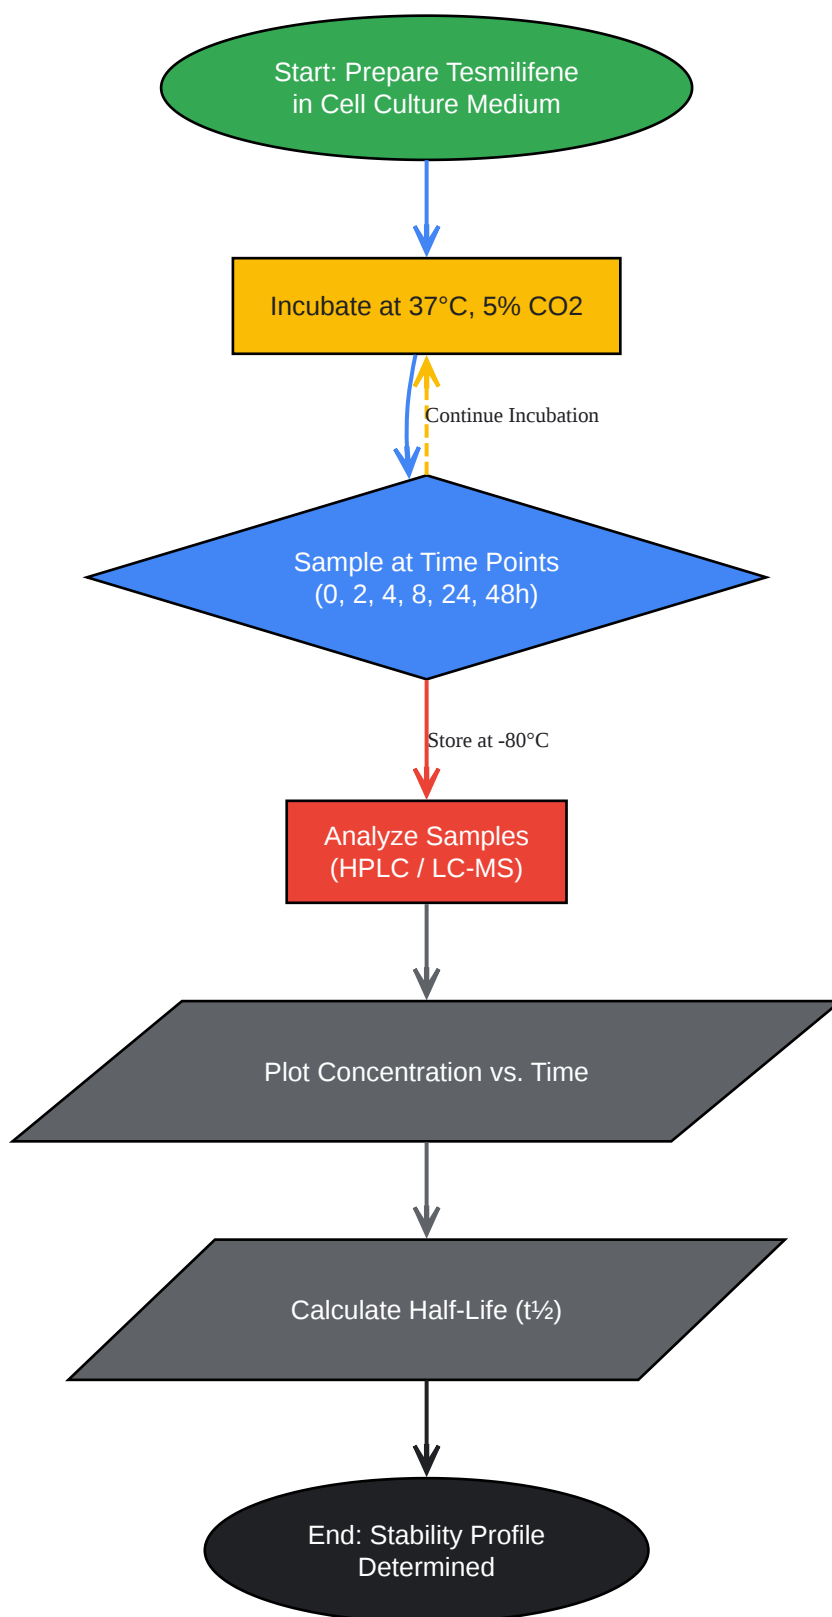 Start: Prepare Tesmilifene
in Cell Culture Medium
Incubate at 37°C, 5% CO2
Continue Incubation
Sample at Time Points
(0, 2, 4, 8, 24, 48h)
Store at -80°C
Analyze Samples
(HPLC / LC-MS)
Plot Concentration vs. Time
Calculate Half-Life (t½)
End: Stability Profile
Determined